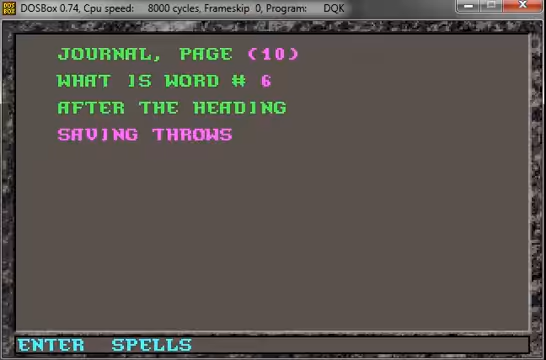 DOSBox 0.74, Cpu speed: 8000 cycles, Frameskip 0, Program: DQK
JOURNAL, PAGE (10)
WHAT IS WORD # 6
AFTER THE HEADING
SAVING THROWS
ENTER SPELLS